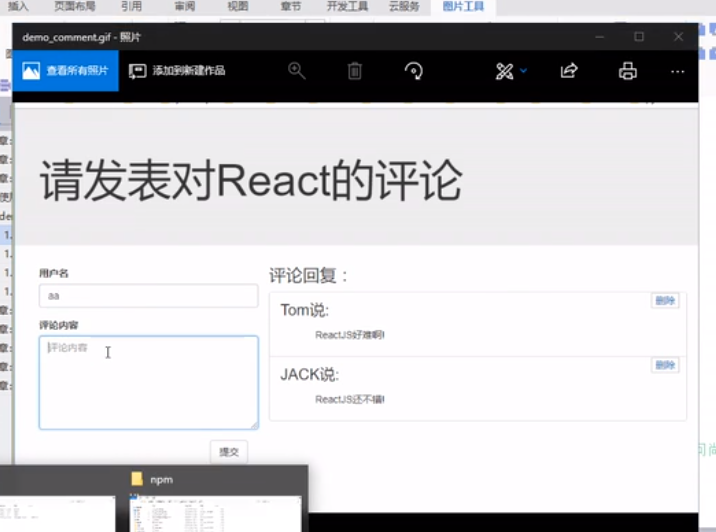 插入 页面布局 引用 审阅 视图 章节 开发工具 云服务 图片工具
demo_comment.gif - 照片
查看所有照片 添加到新建作品
请发表对React的评论
用户名
aa
评论内容
评论内容
提交
评论回复：
Tom说: 删除
ReactJS好难啊!
JACK说: 删除
ReactJS还不错!
npm